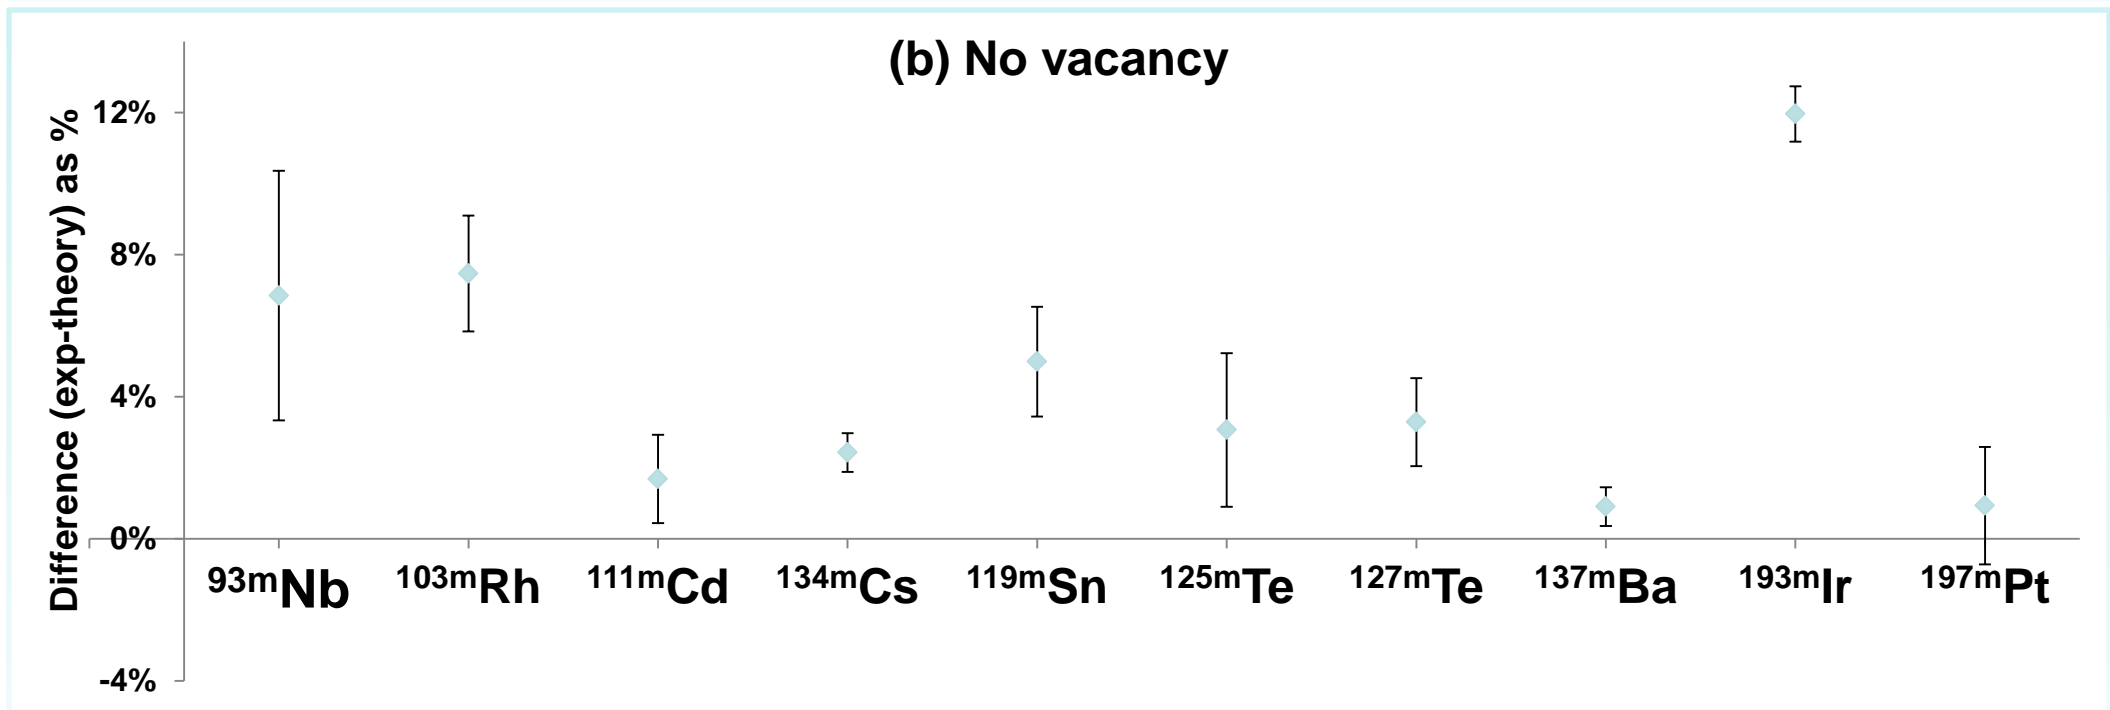 (b) No vacancy
Difference (exp-theory) as %
12%
8%
4%
0%
-4%
93mNb 103mRh 111mCd 134mCs 119mSn 125mTe 127mTe 137mBa 193mIr 197mPt